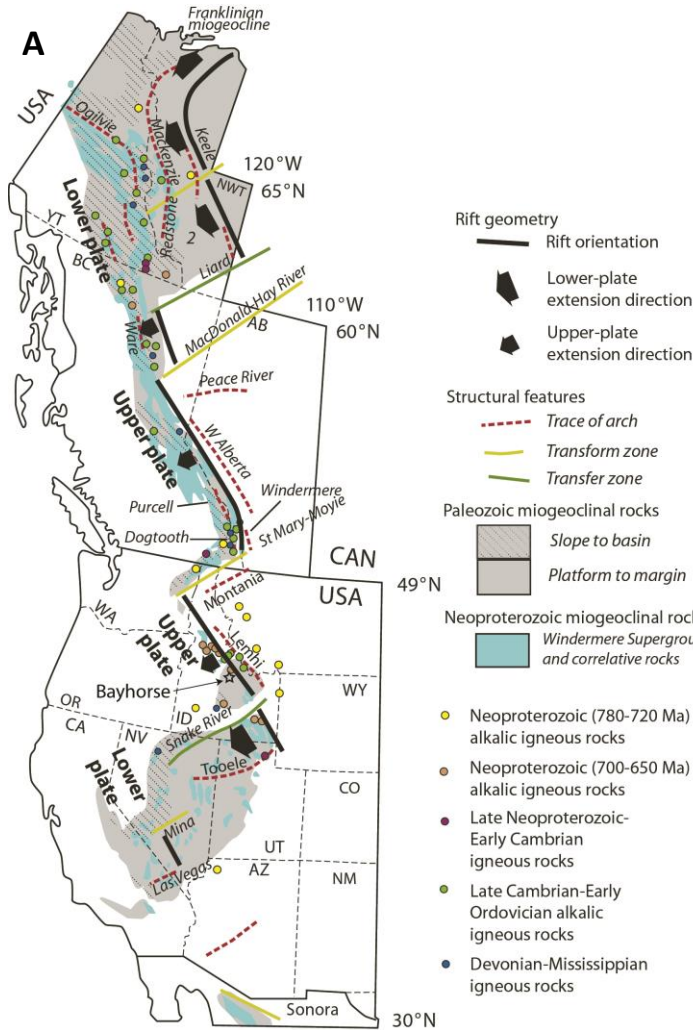 A
Franklinian
miogeocline
USA
Ogilvie
Mackenzie
Keele
120°W
65°N
NWT
Lower plate
Redstone
2
YT
BC
Liard
110°W
60°N
MacDonald-Hay River
AB
Ware
Peace River
Upper plate
W Alberta
Purcell
Windermere
Dogtooth
St Mary-Moyie
CAN
USA
49°N
Montania
WA
Upper
plate
Lemhi
Bayhorse
WY
OR
CA
ID
NV
Snake River
Lower
plate
Tooele
CO
Mina
UT
Las Vegas
AZ
NM
Sonora
30°N
Rift geometry
Rift orientation
Lower-plate
extension direction
Upper-plate
extension direction
Structural features
Trace of arch
Transform zone
Transfer zone
Paleozoic miogeoclinal rocks
Slope to basin
Platform to margin
Neoproterozoic miogeoclinal rock
Windermere Supergrou
and correlative rocks
Neoproterozoic (780-720 Ma)
alkalic igneous rocks
Neoproterozoic (700-650 Ma)
alkalic igneous rocks
Late Neoproterozoic-
Early Cambrian
igneous rocks
Late Cambrian-Early
Ordovician alkalic
igneous rocks
Devonian-Mississippian
igneous rocks